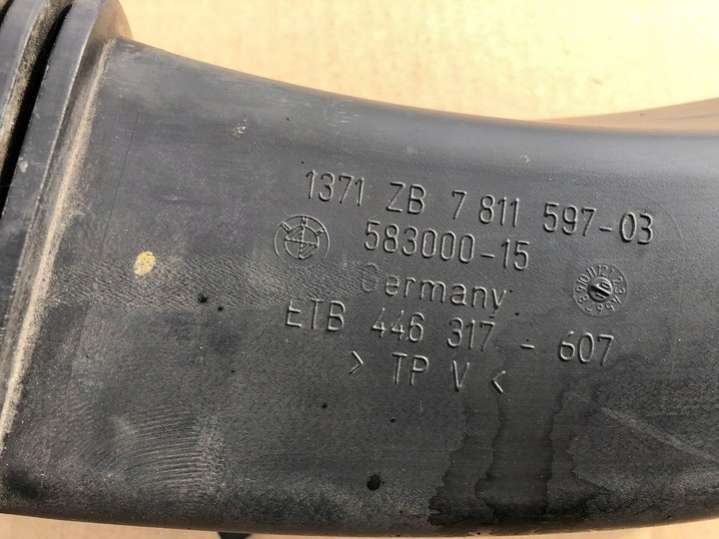 1371 ZB 7 811 597-03
583000-15
Germany
ETB 446 317 - 607
> TP V <